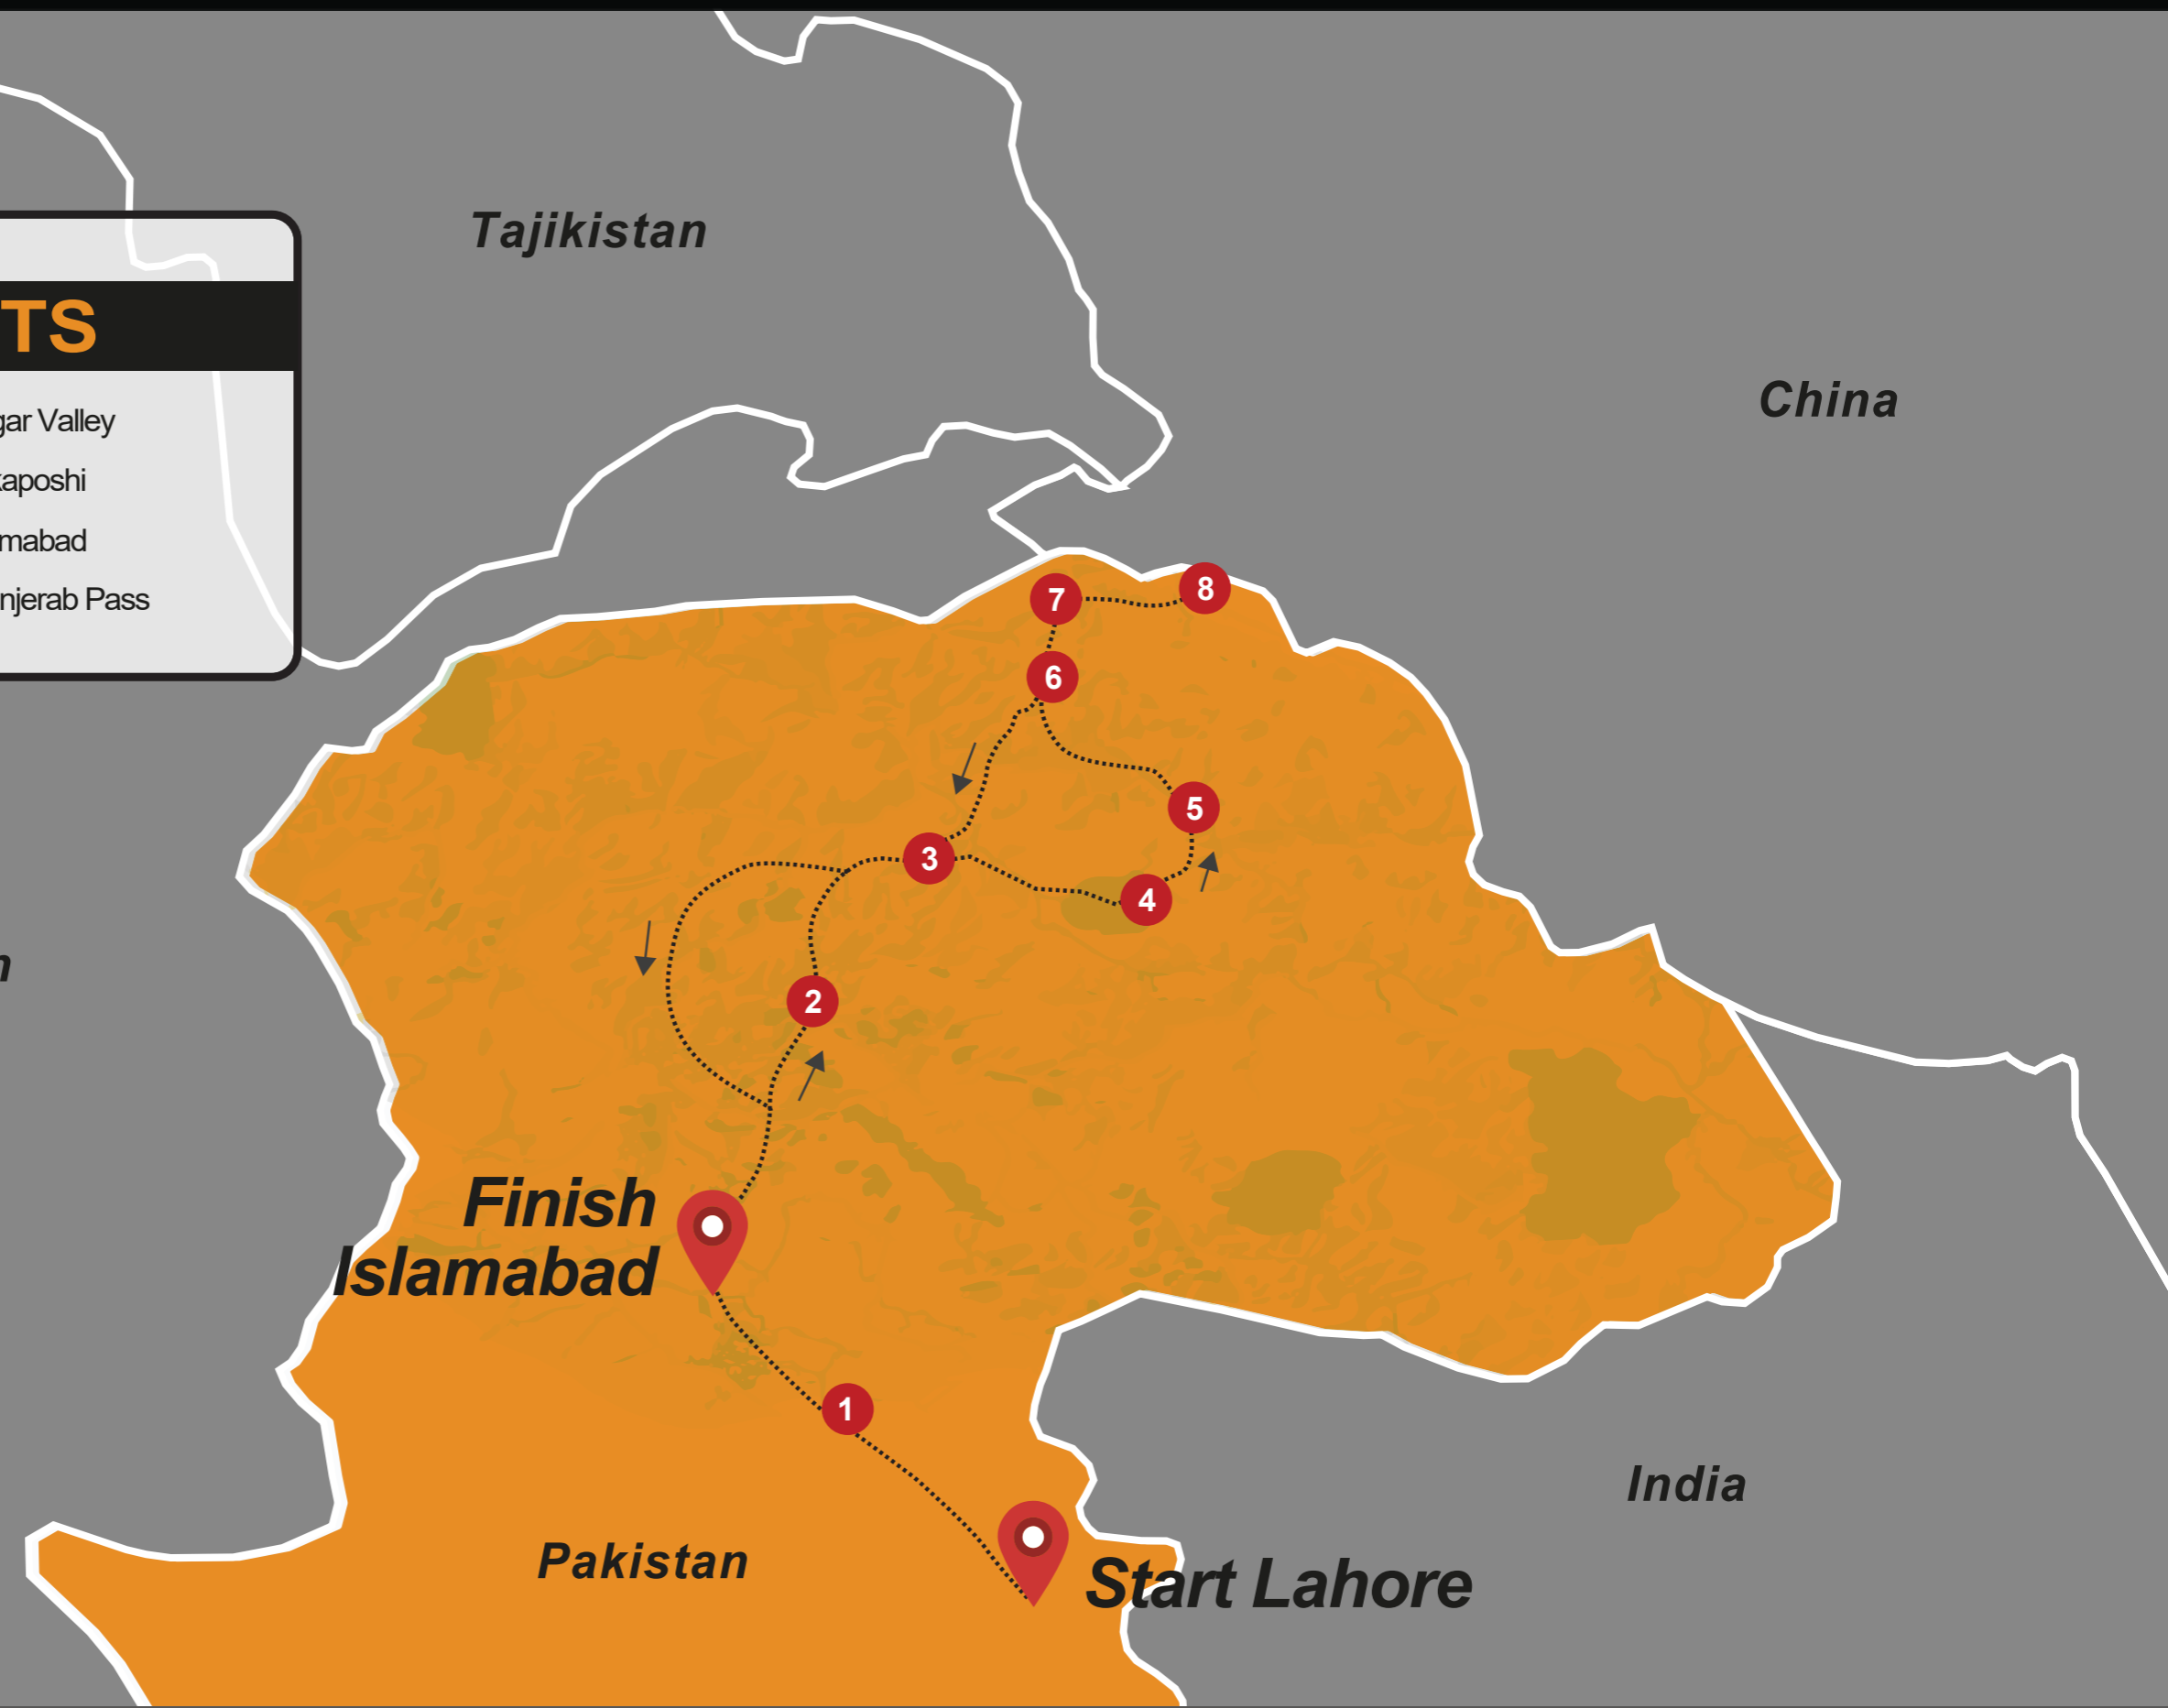 Tajikistan
TS
China
gar Valley
kaposhi
mabad
njerab Pass
7
8
6
5
3
4
n
2
Finish
Islamabad
1
India
Pakistan
Start Lahore